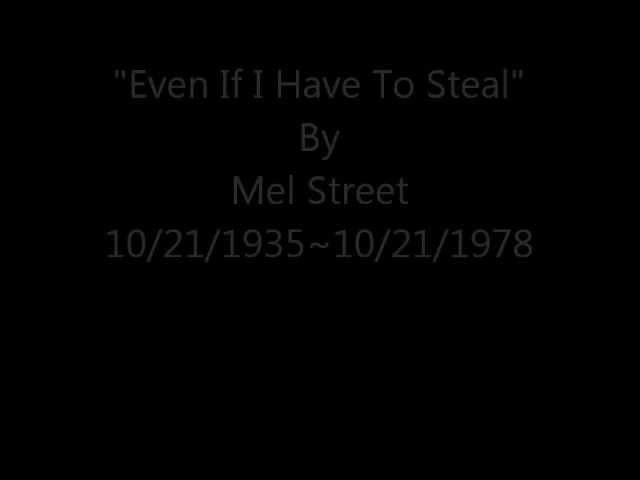 "Even If I Have To Steal"
By
Mel Street
10/21/1935~10/21/1978